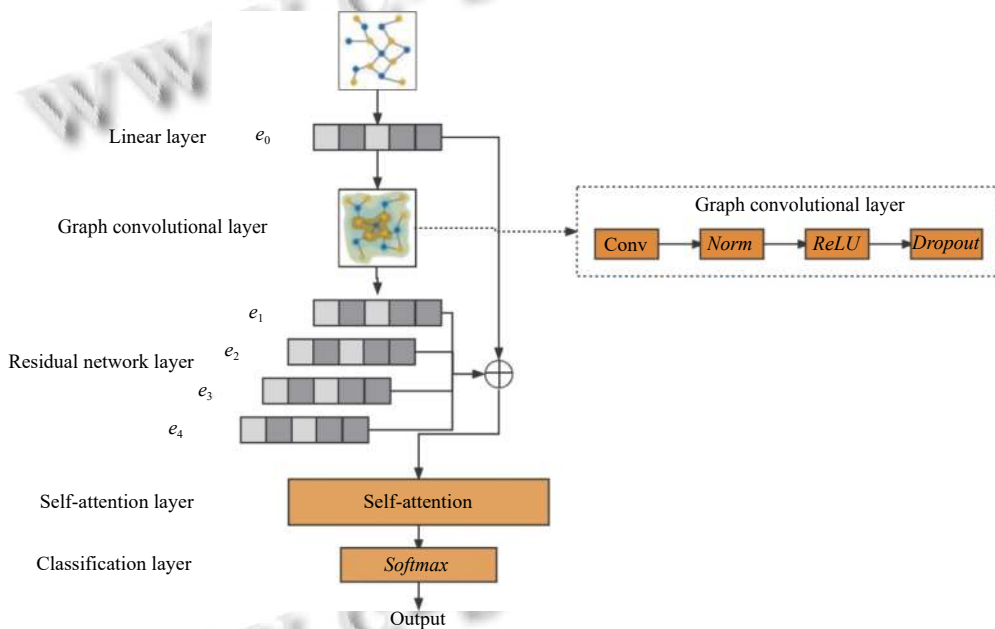 Linear layer
e0
Graph convolutional layer
Graph convolutional layer
Conv
Norm
ReLU
Dropout
e1
Residual network layer
e2
e3
e4
Self-attention layer
Self-attention
Classification layer
Softmax
Output